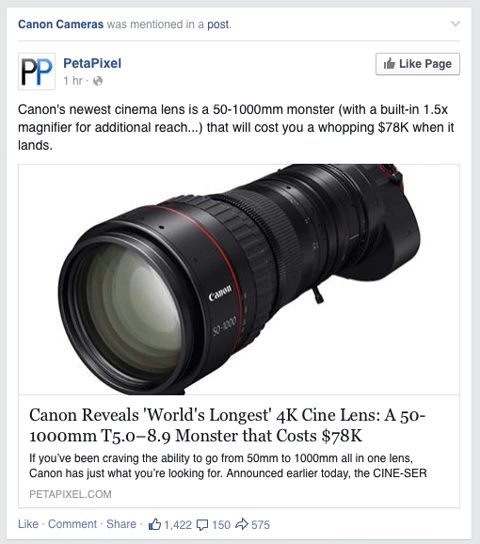 Canon Cameras was mentioned in a post.
PP PetaPixel
Like Page
1 hr ·
Canon's newest cinema lens is a 50-1000mm monster (with a built-in 1.5x
magnifier for additional reach...) that will cost you a whopping $78K when it
lands.
Canon
50-1000
Canon Reveals 'World's Longest' 4K Cine Lens: A 50-
1000mm T5.0–8.9 Monster that Costs $78K
If you've been craving the ability to go from 50mm to 1000mm all in one lens,
Canon has just what you're looking for. Announced earlier today, the CINE-SER
PETAPIXEL.COM
Like · Comment · Share · 1,422 150 575